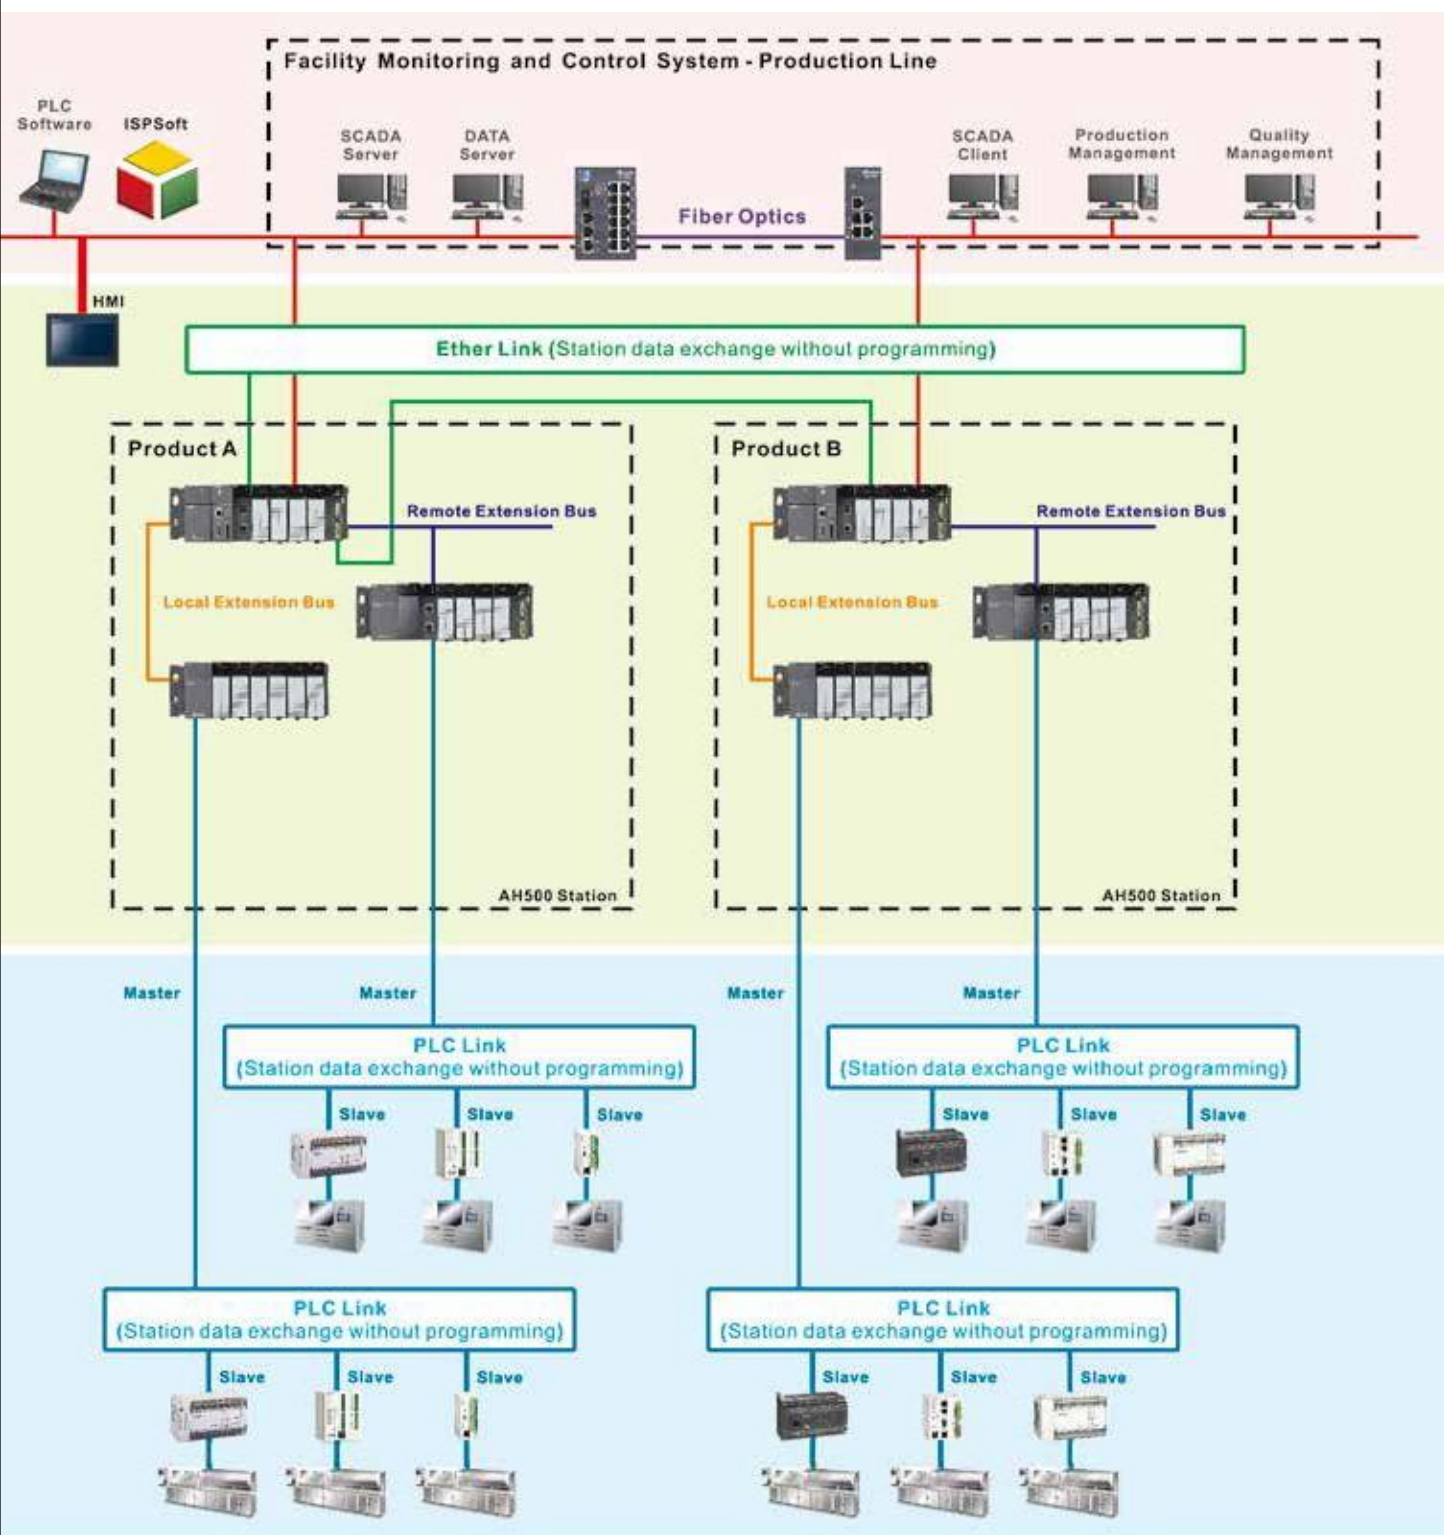 Facility Monitoring and Control System - Production Line
PLC
Software
ISPSoft
SCADA
Server
DATA
Server
SCADA
Client
Production
Management
Quality
Management
Fiber Optics
HMI
Ether Link (Station data exchange without programming)
Product A
Product B
Remote Extension Bus
Remote Extension Bus
Local Extension Bus
Local Extension Bus
AH500 Station
AH500 Station
Master
Master
Master
Master
PLC Link
(Station data exchange without programming)
PLC Link
(Station data exchange without programming)
Slave
Slave
Slave
Slave
Slave
Slave
PLC Link
(Station data exchange without programming)
PLC Link
(Station data exchange without programming)
Slave
Slave
Slave
Slave
Slave
Slave